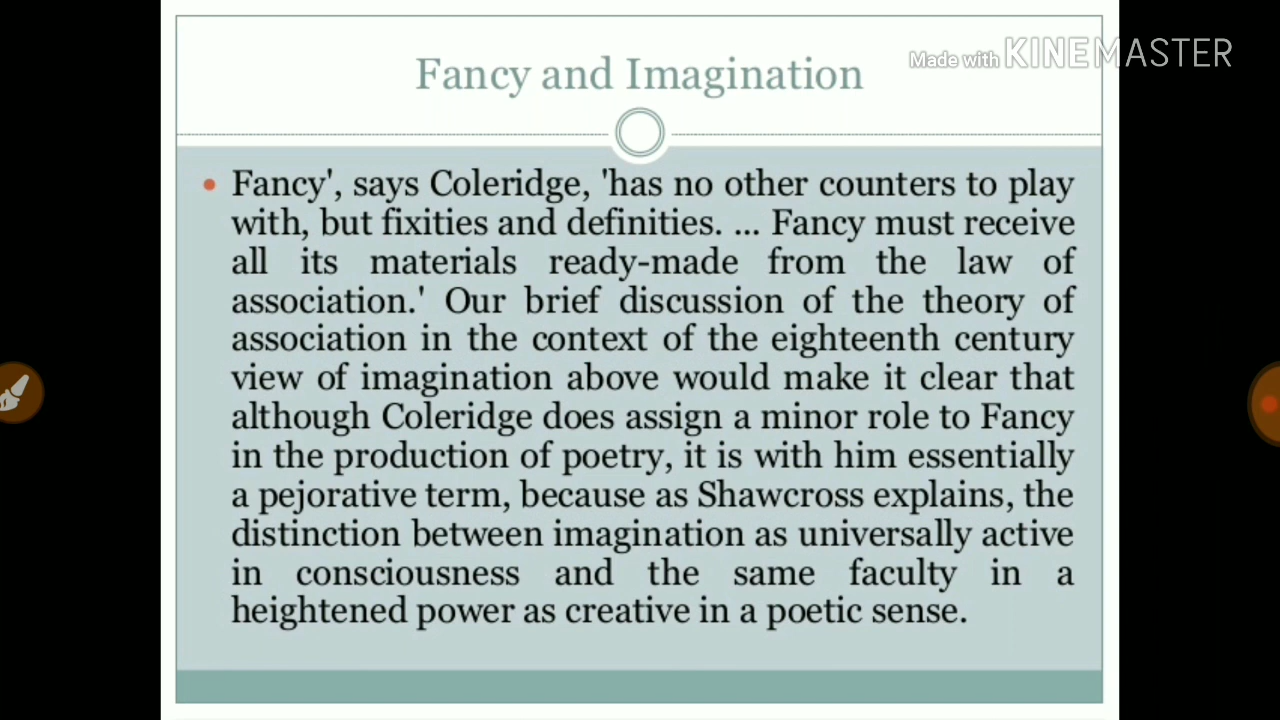 Made with KINEMASTER
Fancy and Imagination
Fancy', says Coleridge, 'has no other counters to play
with, but fixities and definities. ... Fancy must receive
all its materials ready-made from the law of
association.' Our brief discussion of the theory of
association in the context of the eighteenth century
view of imagination above would make it clear that
although Coleridge does assign a minor role to Fancy
in the production of poetry, it is with him essentially
a pejorative term, because as Shawcross explains, the
distinction between imagination as universally active
in consciousness and the same faculty in a
heightened power as creative in a poetic sense.